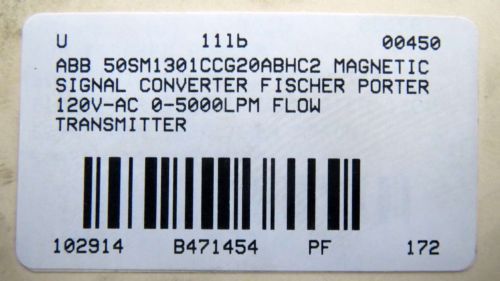 U 11lb 00450
ABB 50SM1301CCG20ABHC2 MAGNETIC
SIGNAL CONVERTER FISCHER PORTER
120V-AC 0-5000LPM FLOW
TRANSMITTER
102914 B471454 PF 172